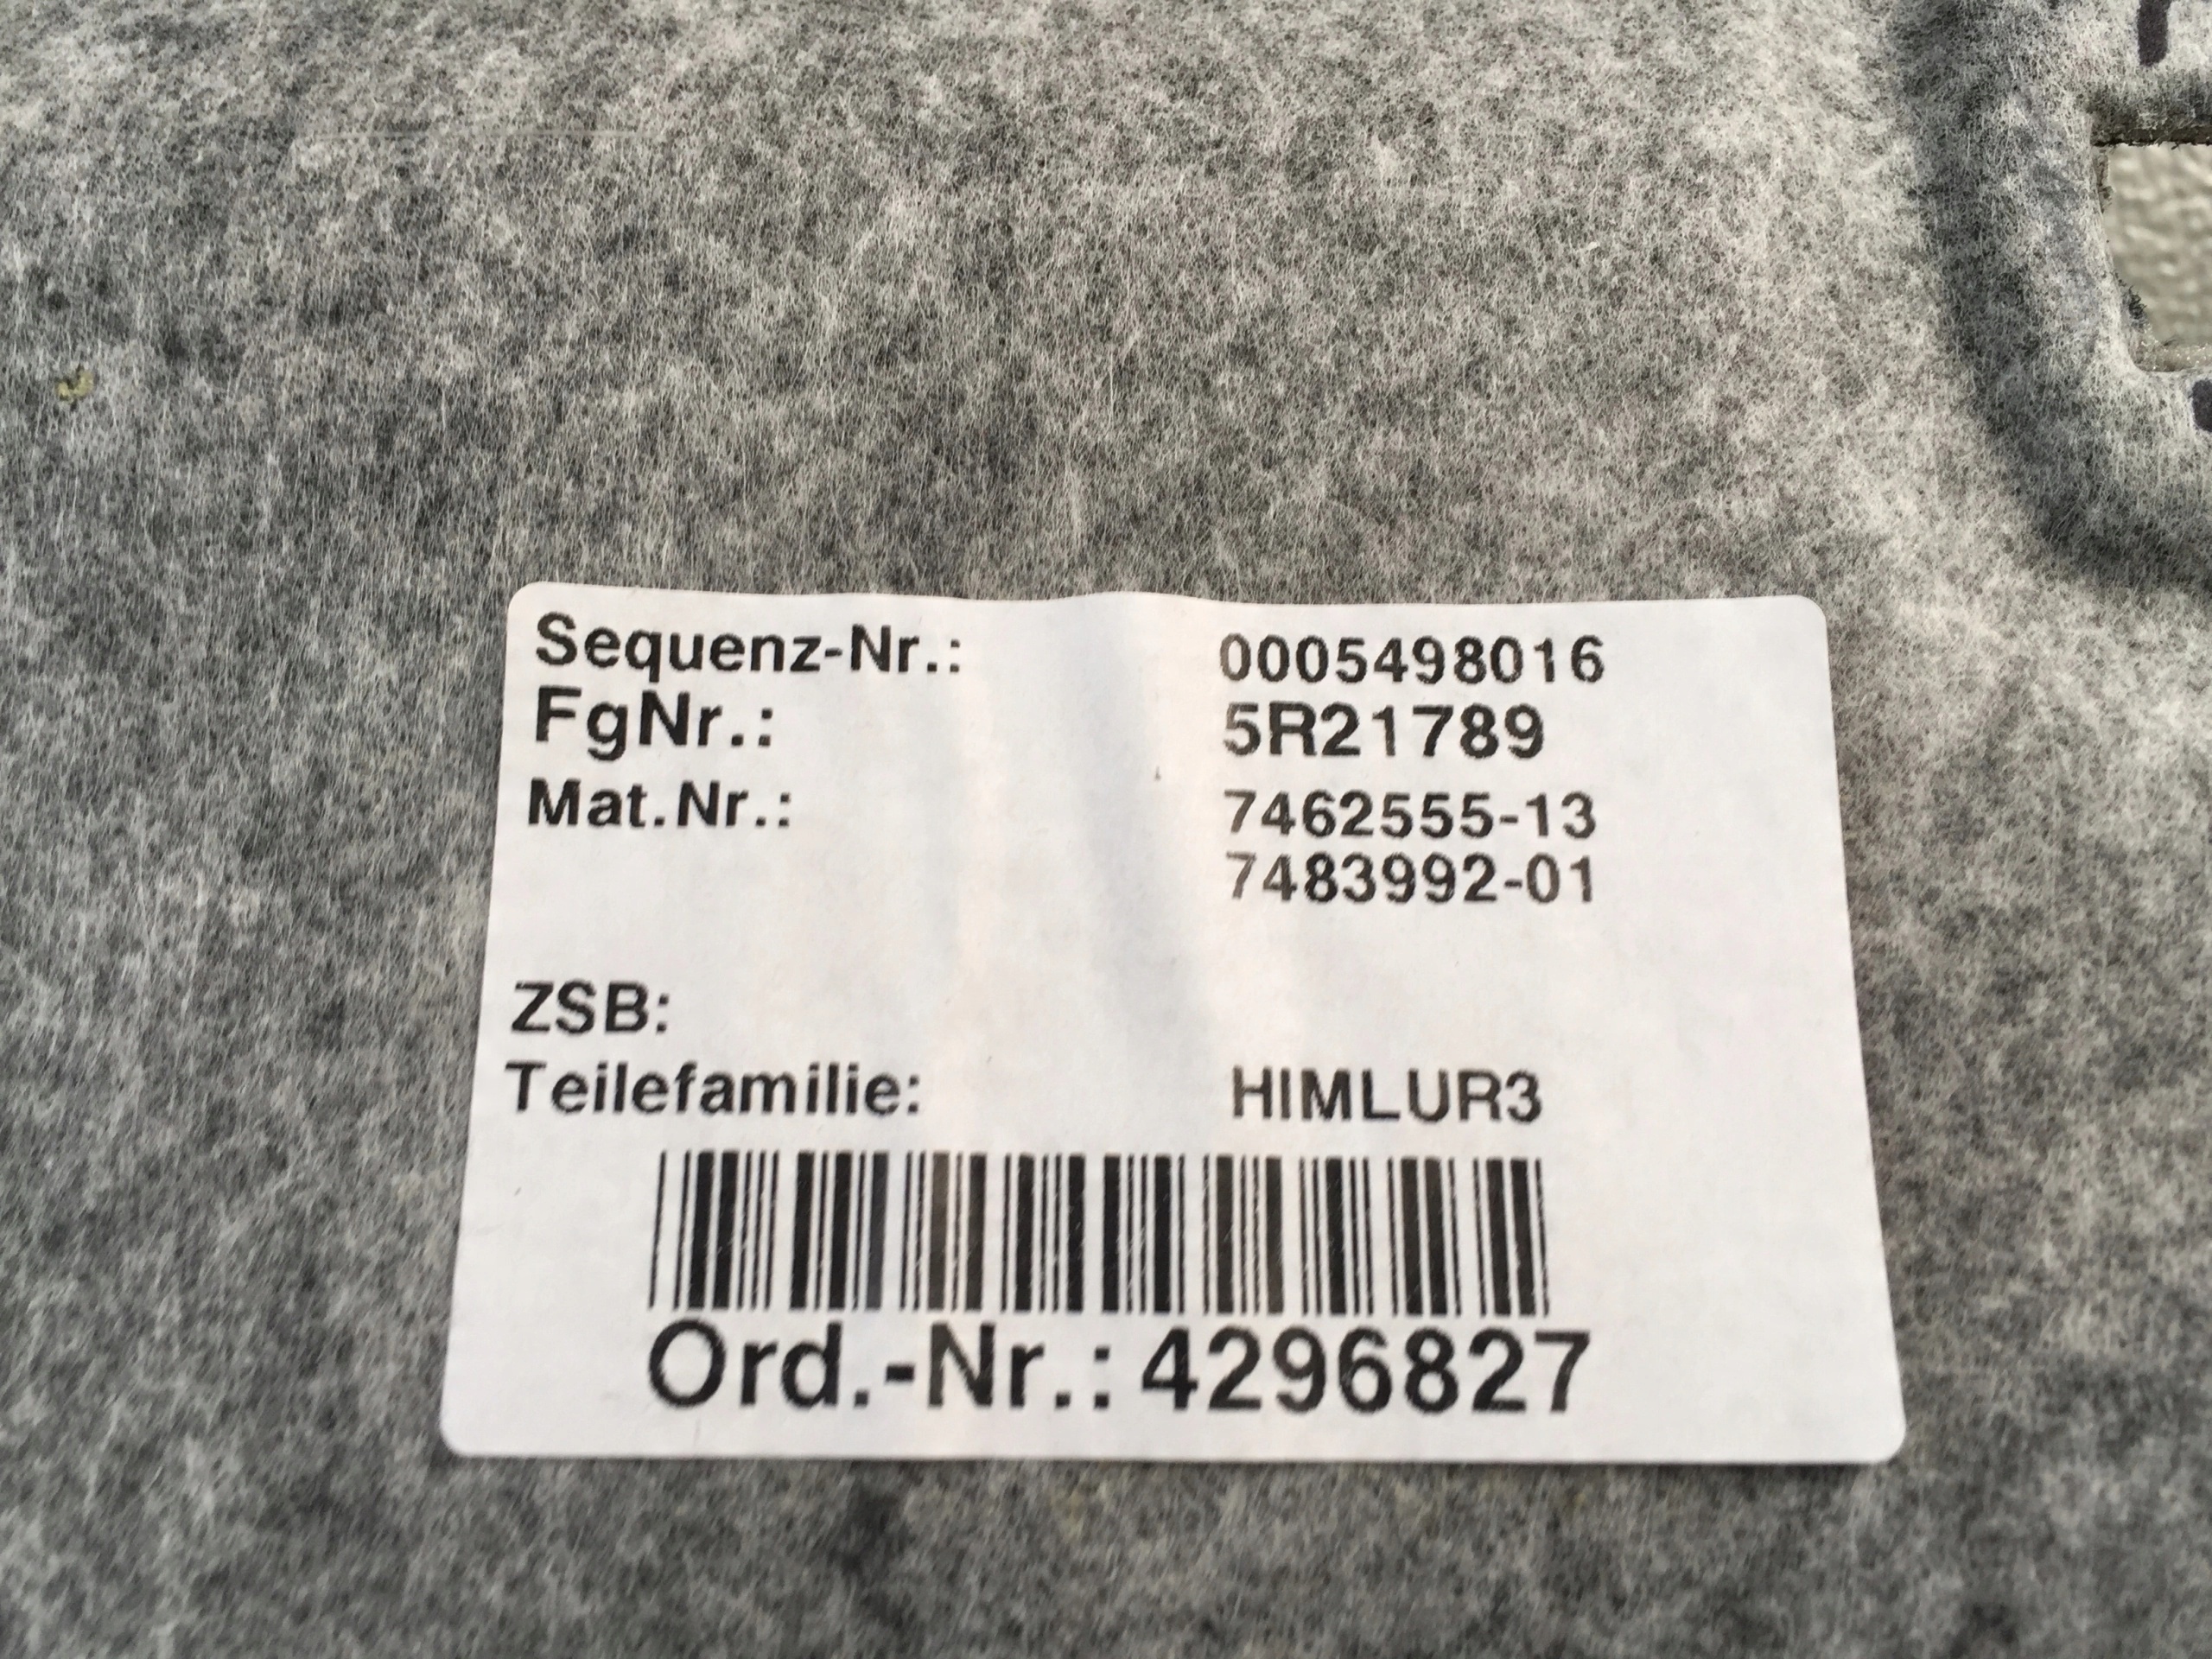 Sequenz-Nr.: 0005498016
FgNr.: 5R21789
Mat.Nr.: 7462555-13
7483992-01
ZSB:
Teilefamilie: HIMLUR3
Ord.-Nr.: 4296827